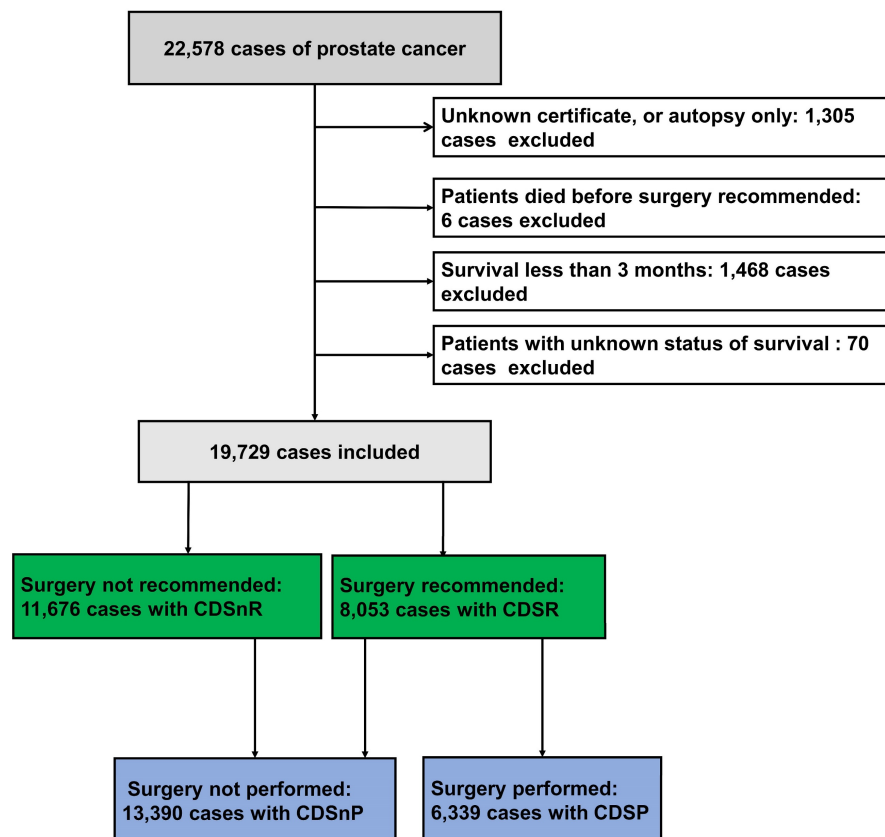 22,578 cases of prostate cancer
Unknown certificate, or autopsy only: 1,305
cases excluded
Patients died before surgery recommended:
6 cases excluded
Survival less than 3 months: 1,468 cases
excluded
Patients with unknown status of survival : 70
cases excluded
19,729 cases included
Surgery not recommended:
11,676 cases with CDSnR
Surgery recommended:
8,053 cases with CDSR
Surgery not performed:
13,390 cases with CDSnP
Surgery performed:
6,339 cases with CDSP